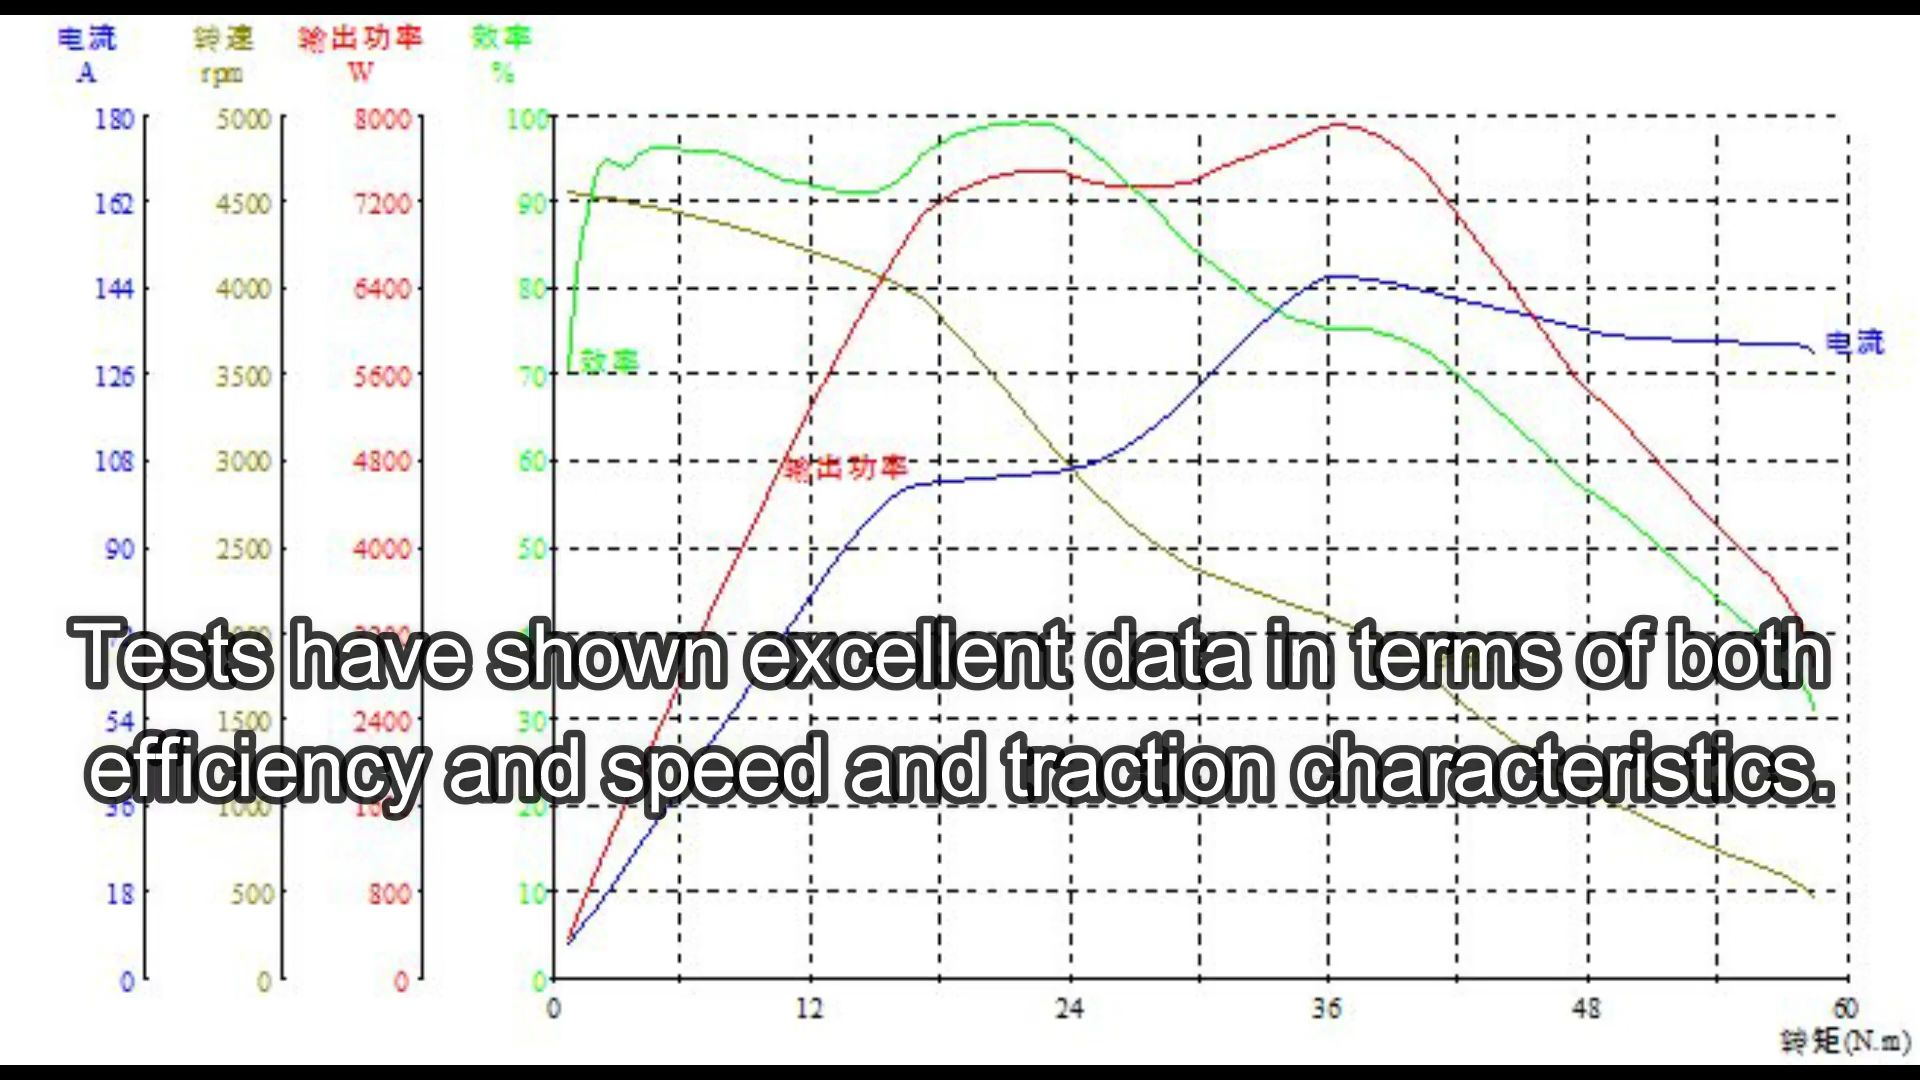 电流 转速 输出功率 效率
A rpm W %
180 5000 8000 100
162 4500 7200 90
144 4000 6400 80
电流
效率
126 3500 5600 70
108 3000 4800 60
输出功率
90 2500 4000 50
Tests have shown excellent data in terms of both
54 1500 2400 30
efficiency and speed and traction characteristics.
36 1000 20
18 500 800 10
0 0 0 0
0 12 24 36 48 60
转矩(N.m)